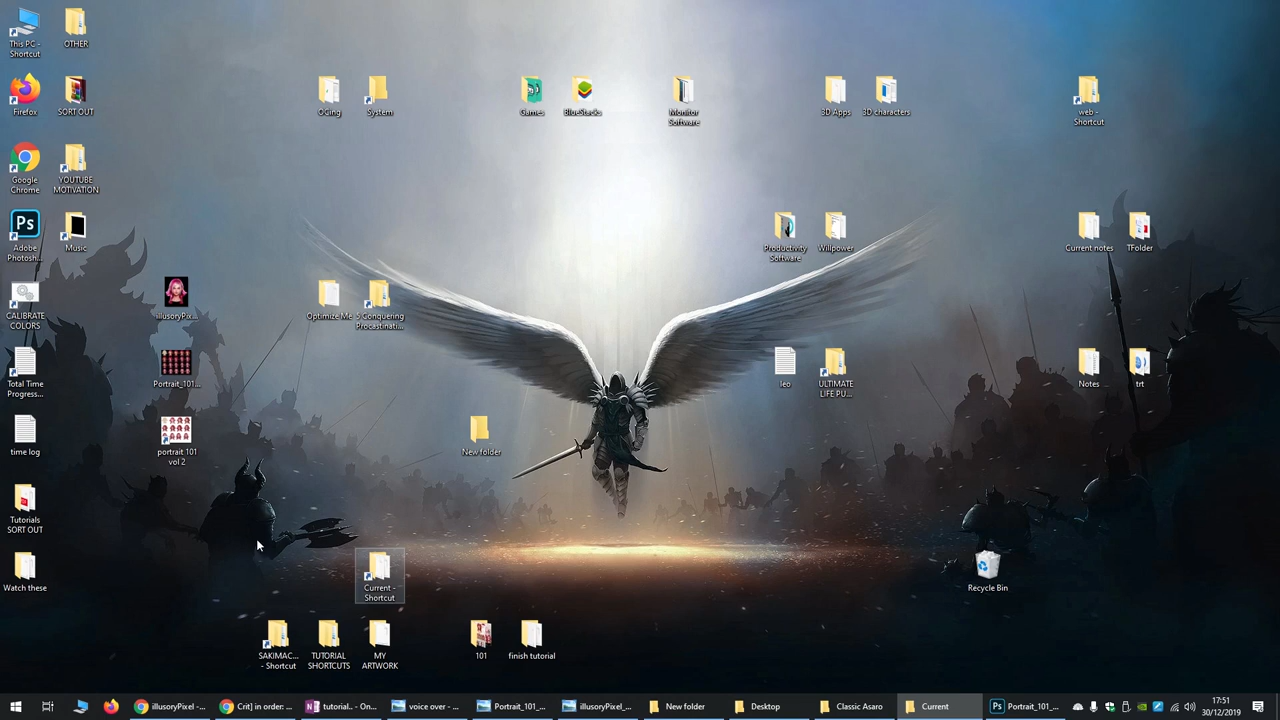 This PC -
Shortcut
OTHER
Firefox
SORT OUT
OCing
System
Games
BlueStacks
Monitor
Software
3D Apps
3D characters
web -
Shortcut
Google
Chrome
YOUTUBE
MOTIVATION
Ps
Adobe
Photosh...
Music
Productivity
Software
Willpower
Current notes
TFolder
CALIBRATE
COLORS
illusoryPix...
Optimize Me
5 Conquering
Procastinati...
Total Time
Progress...
Portrait_101...
leo
ULTIMATE
LIFE PU...
Notes ...
trt
time log
portrait 101
vol 2
New folder
Tutorials
SORT OUT
Watch these
Current -
Shortcut
Recycle Bin
SAKIMAC...
- Shortcut
TUTORIAL
SHORTCUTS
MY
ARTWORK
101
finish tutorial
illusoryPixel -...
Crit] in order: ...
tutorial.. - On...
voice over - ...
Portrait_101_...
illusoryPixel_...
New folder
Desktop
Classic Asaro
Current
Ps
Portrait_101_...
17:51
30/12/2019